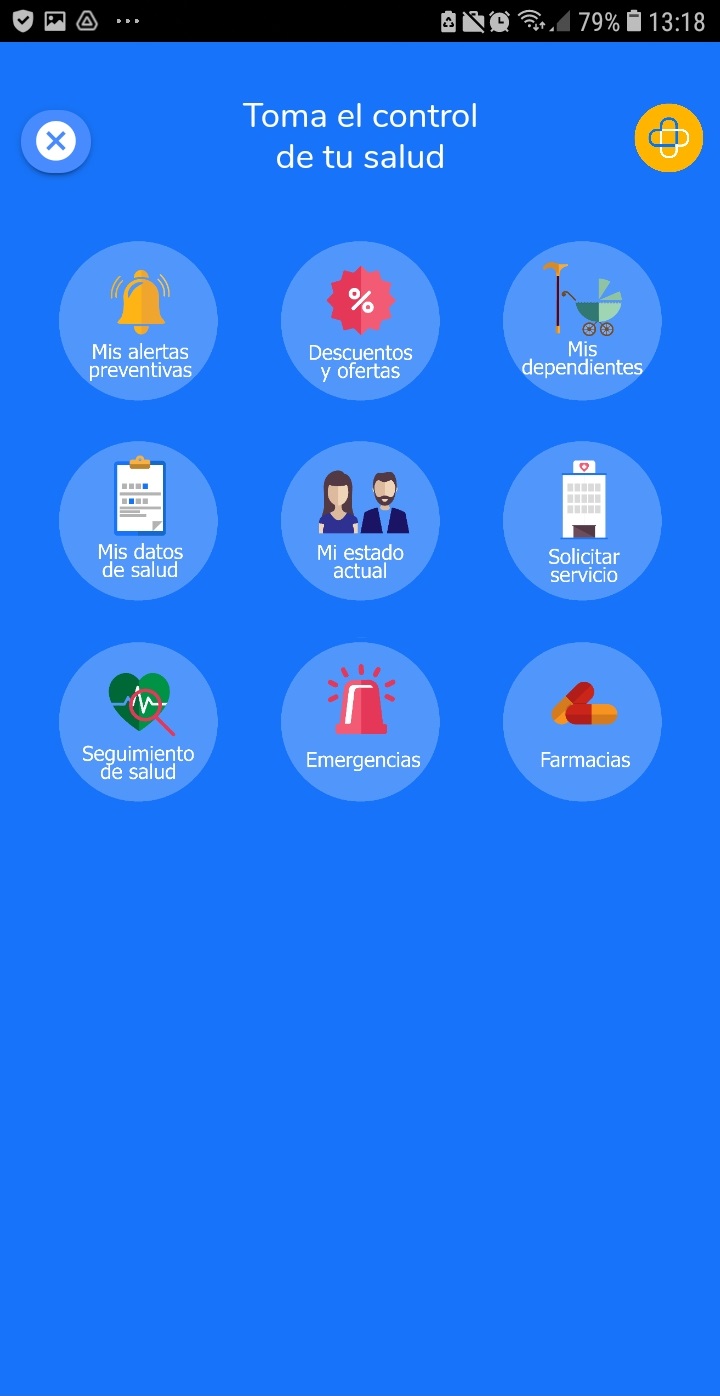 79% 13:18
Toma el control
de tu salud
Mis alertas
preventivas
Descuentos
y ofertas
Mis
dependientes
Mis datos
de salud
Mi estado
actual
Solicitar
servicio
Seguimiento
de salud
Emergencias
Farmacias